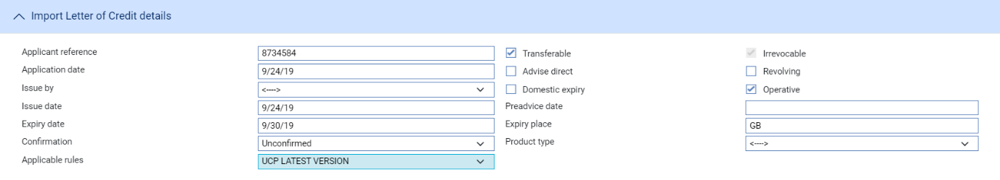 Import Letter of Credit details
Applicant reference 8734584 Transferable Irrevocable
Application date 9/24/19 Advise direct Revolving
Issue by <----> Domestic expiry Operative
Issue date 9/24/19 Preadvice date
Expiry date 9/30/19 Expiry place GB
Confirmation Unconfirmed Product type <---->
Applicable rules UCP LATEST VERSION